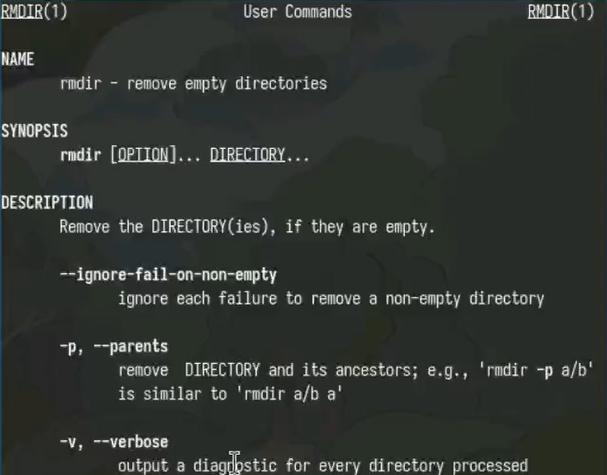 RMDIR(1) User Commands RMDIR(1)
NAME
rmdir - remove empty directories
SYNOPSIS
rmdir [OPTION]... DIRECTORY...
DESCRIPTION
Remove the DIRECTORY(ies), if they are empty.
--ignore-fail-on-non-empty
ignore each failure to remove a non-empty directory
-p, --parents
remove DIRECTORY and its ancestors; e.g., 'rmdir -p a/b'
is similar to 'rmdir a/b a'
-v, --verbose
output a diagnostic for every directory processed